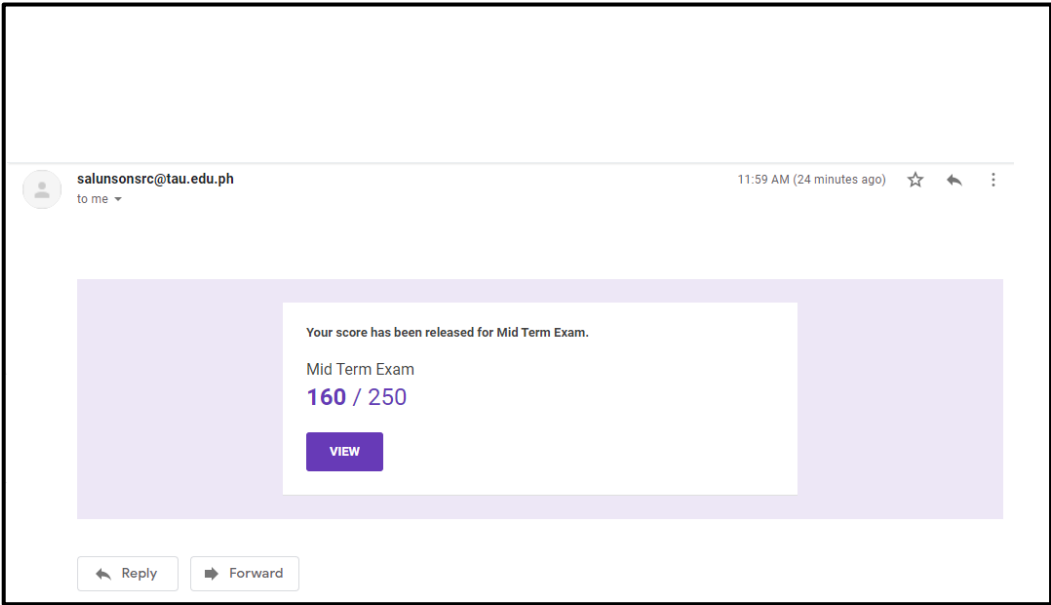 salunsonsrc@tau.edu.ph
11:59 AM (24 minutes ago)
to me
Your score has been released for Mid Term Exam.
Mid Term Exam
160 / 250
VIEW
Reply
Forward